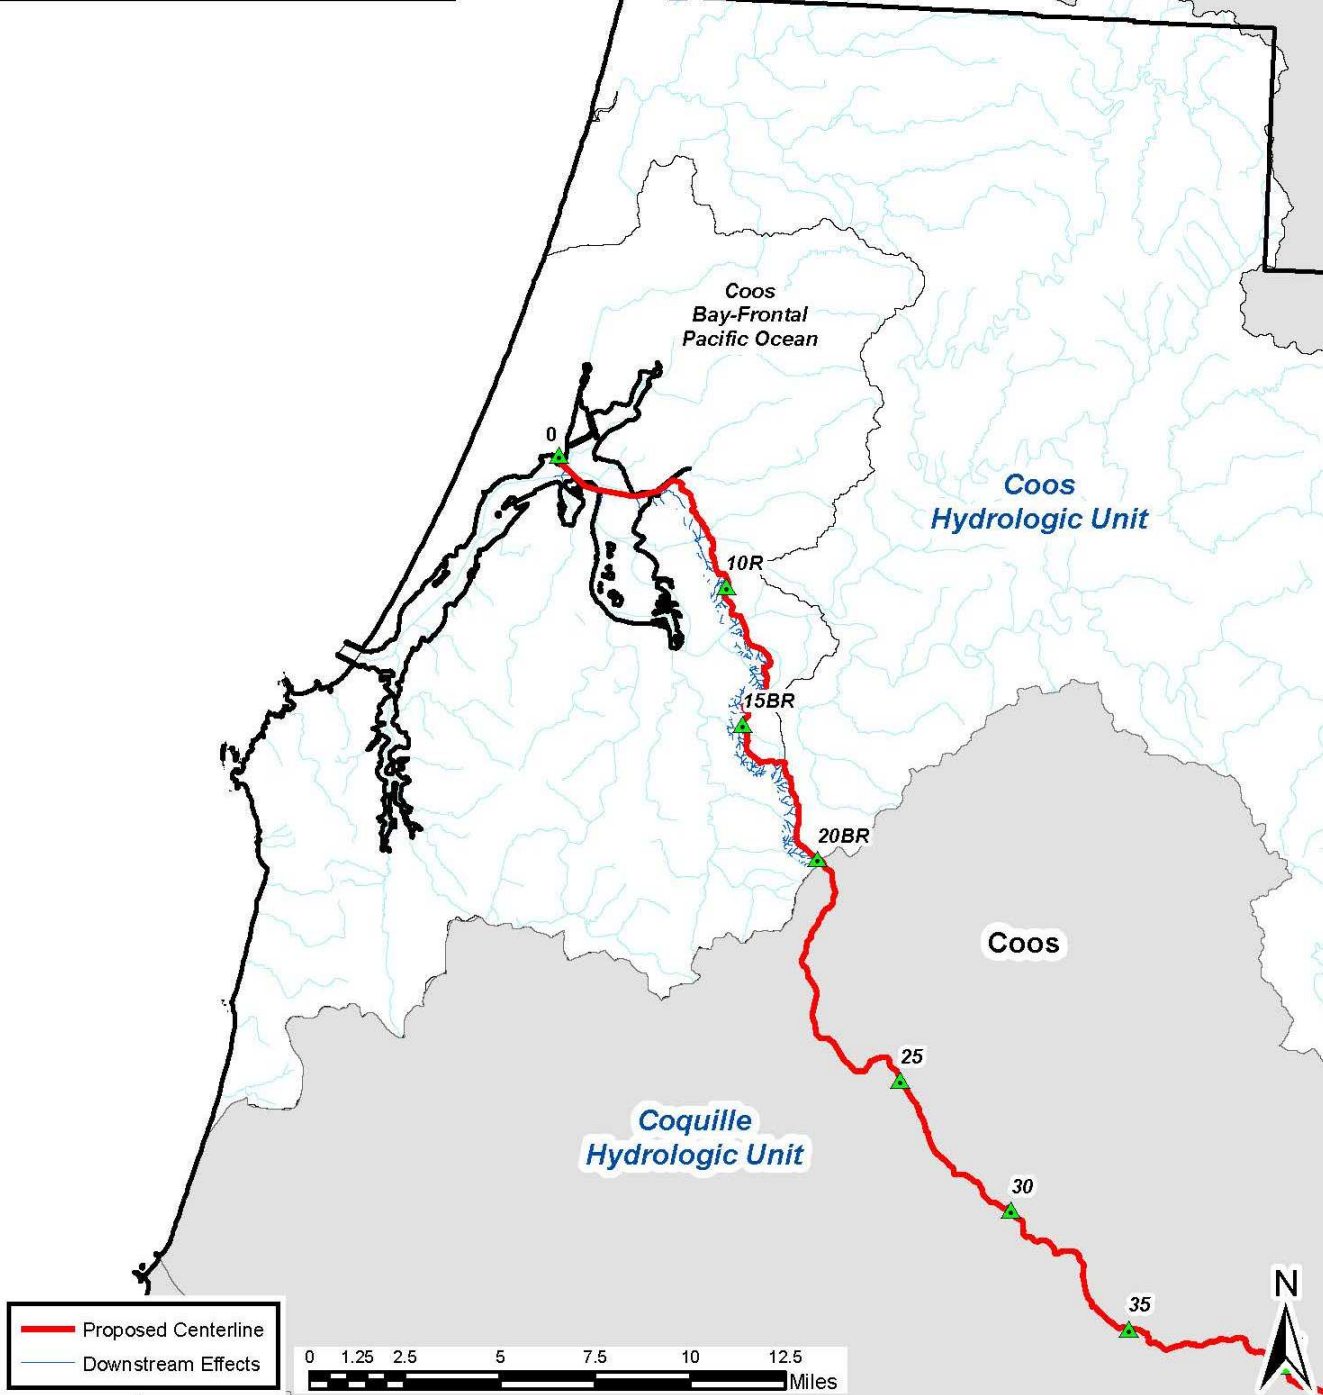 Coos
Bay-Frontal
Pacific Ocean
0
Coos
Hydrologic Unit
10R
15BR
20BR
Coos
25
Coquille
Hydrologic Unit
30
35
N
Proposed Centerline
Downstream Effects
0 1.25 2.5 5 7.5 10 12.5
Miles